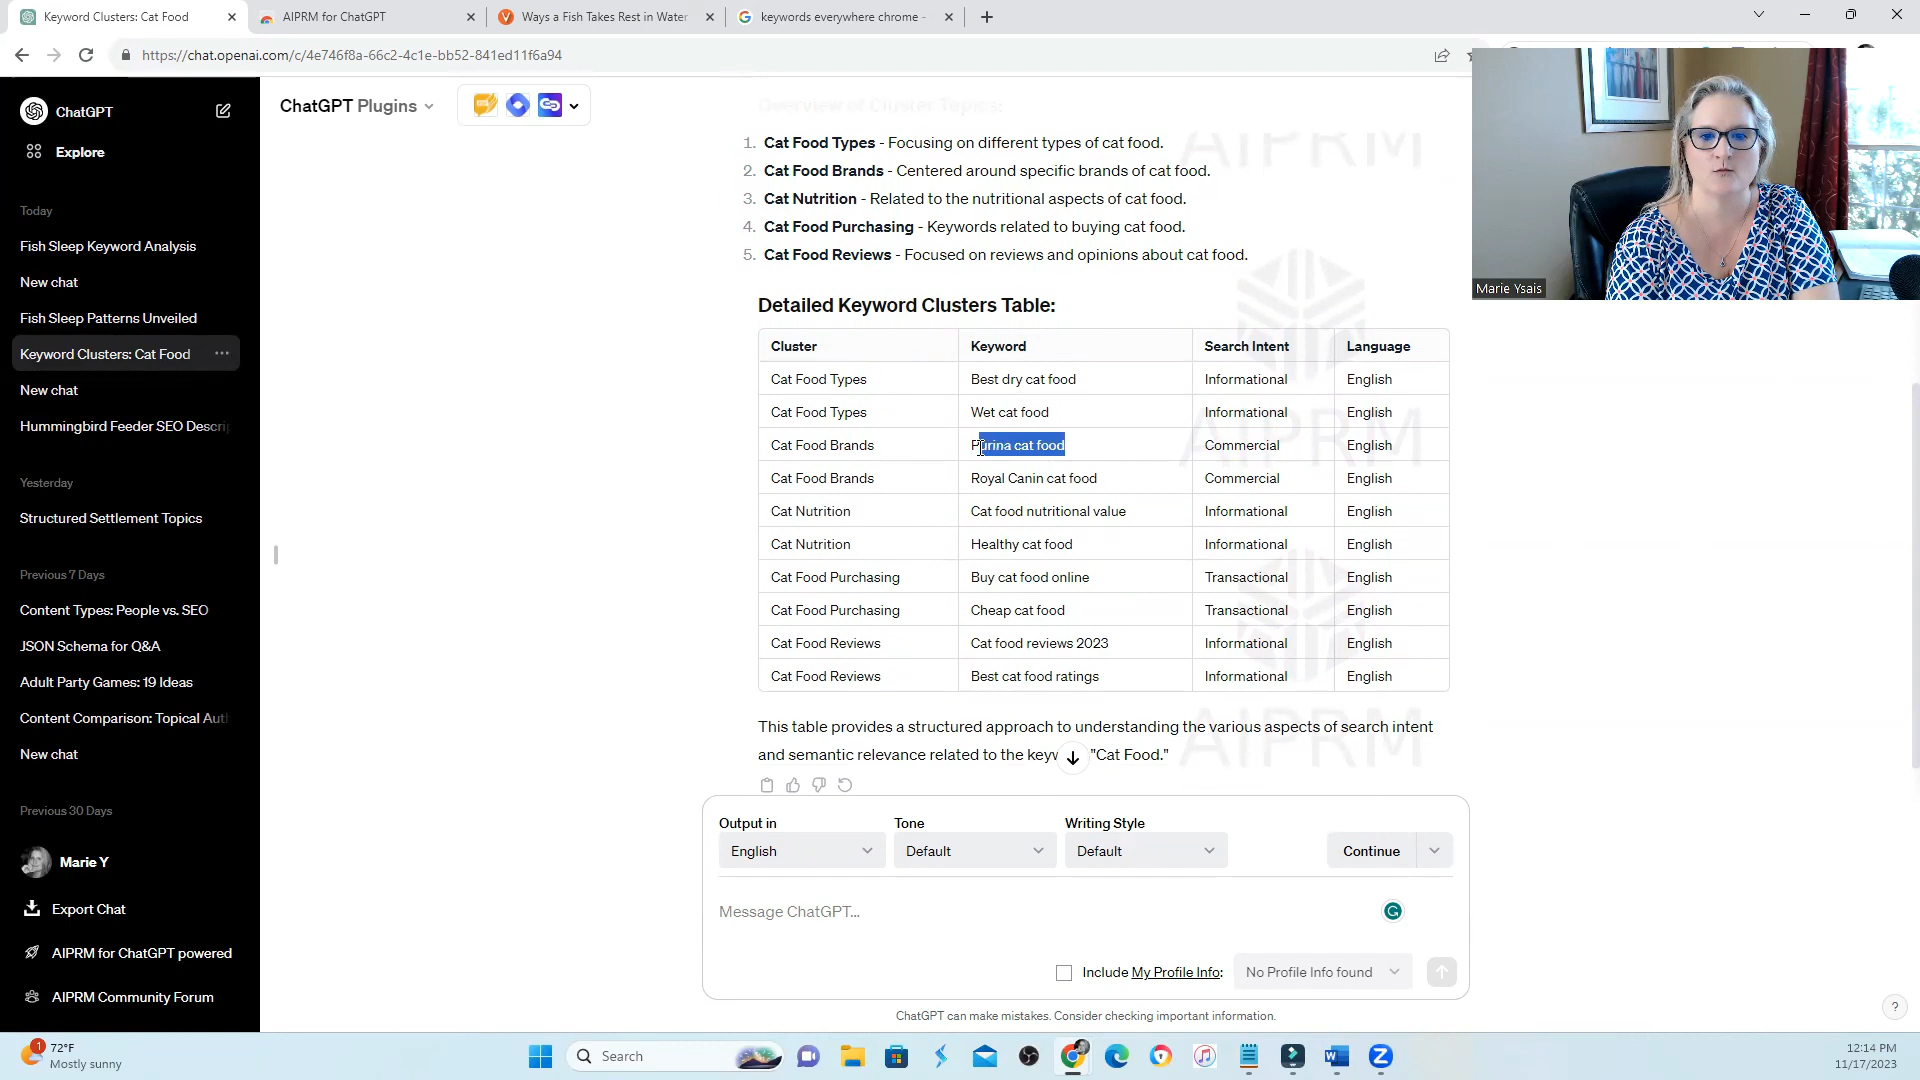 Keyword Clusters: Cat Food
AIPRM for ChatGPT
Ways a Fish Takes Rest in Water
keywords everywhere chrome -
https://chat.openai.com/c/4e746f8a-66c2-4c1e-bb52-841ed11f6a94
ChatGPT
Explore
Today
Fish Sleep Keyword Analysis
New chat
Fish Sleep Patterns Unveiled
Keyword Clusters: Cat Food
New chat
Hummingbird Feeder SEO Descri
Yesterday
Structured Settlement Topics
Previous 7 Days
Content Types: People vs. SEO
JSON Schema for Q&A
Adult Party Games: 19 Ideas
Content Comparison: Topical Auth
New chat
Previous 30 Days
Marie Y
Export Chat
AIPRM for ChatGPT powered
AIPRM Community Forum
ChatGPT Plugins
Overview of Cluster Topics:
1. Cat Food Types - Focusing on different types of cat food.
2. Cat Food Brands - Centered around specific brands of cat food.
3. Cat Nutrition - Related to the nutritional aspects of cat food.
4. Cat Food Purchasing - Keywords related to buying cat food.
5. Cat Food Reviews - Focused on reviews and opinions about cat food.
Detailed Keyword Clusters Table:
Cluster Keyword Search Intent Language
Cat Food Types Best dry cat food Informational English
Cat Food Types Wet cat food Informational English
Cat Food Brands Purina cat food Commercial English
Cat Food Brands Royal Canin cat food Commercial English
Cat Nutrition Cat food nutritional value Informational English
Cat Nutrition Healthy cat food Informational English
Cat Food Purchasing Buy cat food online Transactional English
Cat Food Purchasing Cheap cat food Transactional English
Cat Food Reviews Cat food reviews 2023 Informational English
Cat Food Reviews Best cat food ratings Informational English
This table provides a structured approach to understanding the various aspects of search intent
and semantic relevance related to the keyw "Cat Food."
AIPRM
AIPRM
AIPRM
Marie Ysais
Output in
English
Tone
Default
Writing Style
Default
Continue
Message ChatGPT...
Include My Profile Info:
No Profile Info found
ChatGPT can make mistakes. Consider checking important information.
?
1
72°F
Mostly sunny
Search
12:14 PM
11/17/2023